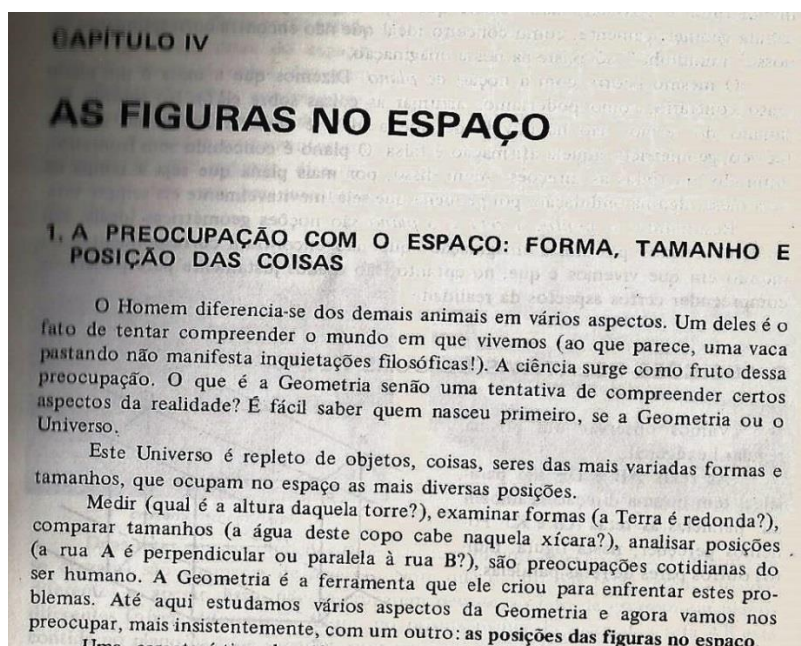 CAPÍTULO IV
AS FIGURAS NO ESPAÇO
1. A PREOCUPAÇÃO COM O ESPAÇO: FORMA, TAMANHO E
POSIÇÃO DAS COISAS
O Homem diferencia-se dos demais animais em vários aspectos. Um deles é o
fato de tentar compreender o mundo em que vivemos (ao que parece, uma vaca
pastando não manifesta inquietações filosóficas!). A ciência surge como fruto dessa
preocupação. O que é a Geometria senão uma tentativa de compreender certos
aspectos da realidade? É fácil saber quem nasceu primeiro, se a Geometria ou o
Universo.
Este Universo é repleto de objetos, coisas, seres das mais variadas formas e
tamanhos, que ocupam no espaço as mais diversas posições.
Medir (qual é a altura daquela torre?), examinar formas (a Terra é redonda?),
comparar tamanhos (a água deste copo cabe naquela xícara?), analisar posições
(a rua A é perpendicular ou paralela à rua B?), são preocupações cotidianas do
ser humano. A Geometria é a ferramenta que ele criou para enfrentar estes pro-
blemas. Até aqui estudamos vários aspectos da Geometria e agora vamos nos
preocupar, mais insistentemente, com um outro: as posições das figuras no espaço.
Uma